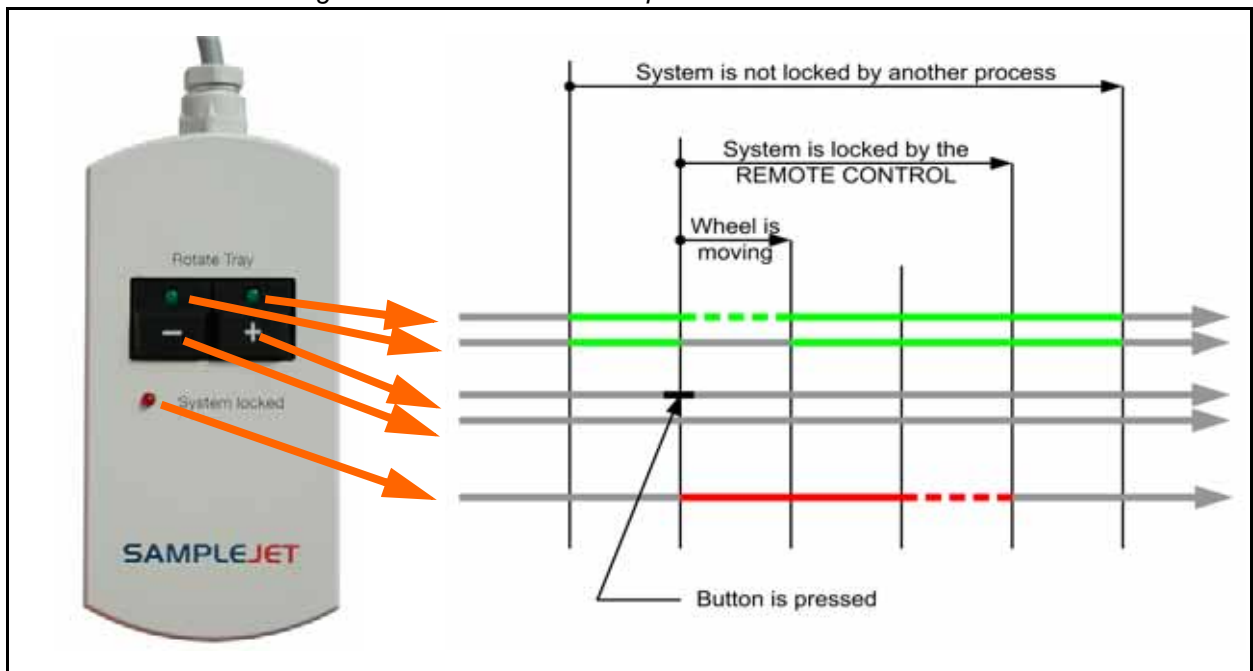 Rotate Tray
−
+
System locked
SAMPLEJET
System is not locked by another process
System is locked by the
REMOTE CONTROL
Wheel is
moving
Button is pressed